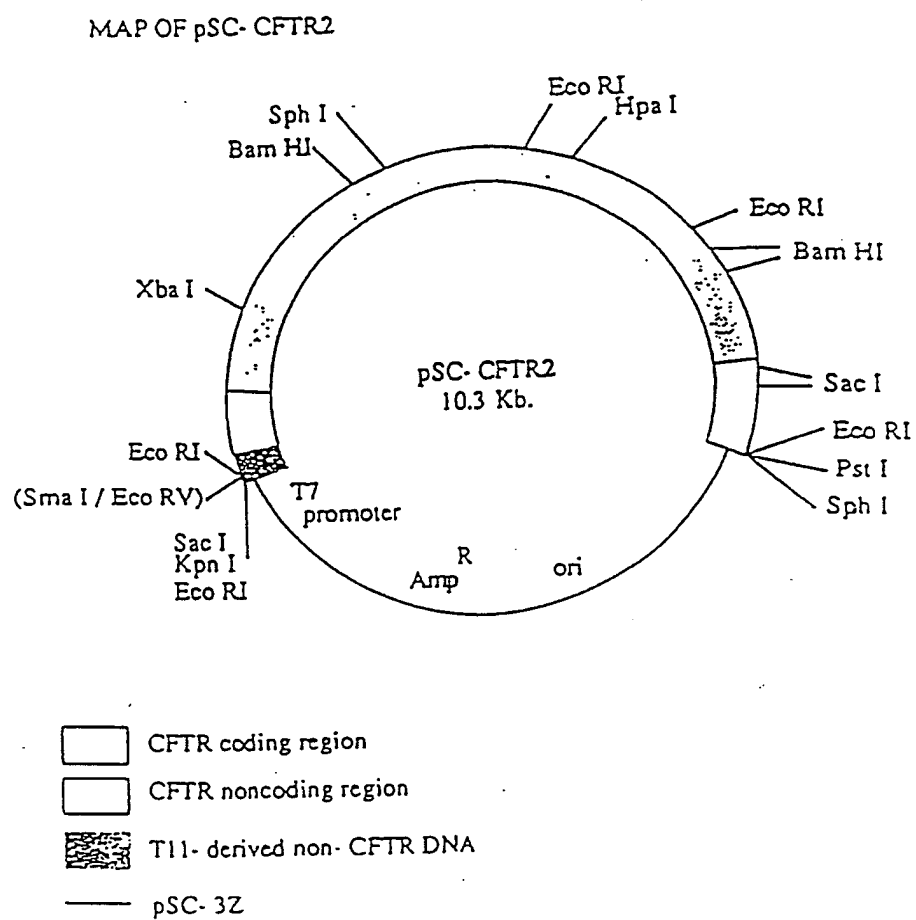 MAP OF pSC- CFTR2
Eco RI
Hpa I
Sph I
Bam HI
Eco RI
Bam HI
Xba I
pSC- CFTR2
10.3 Kb.
Sac I
Eco RI
Pst I
Sph I
Eco RI
(Sma I / Eco RV)
T7
promoter
Sac I
Kpn I
Eco RI
Amp R
ori
CFTR coding region
CFTR noncoding region
T11- derived non- CFTR DNA
pSC- 3Z